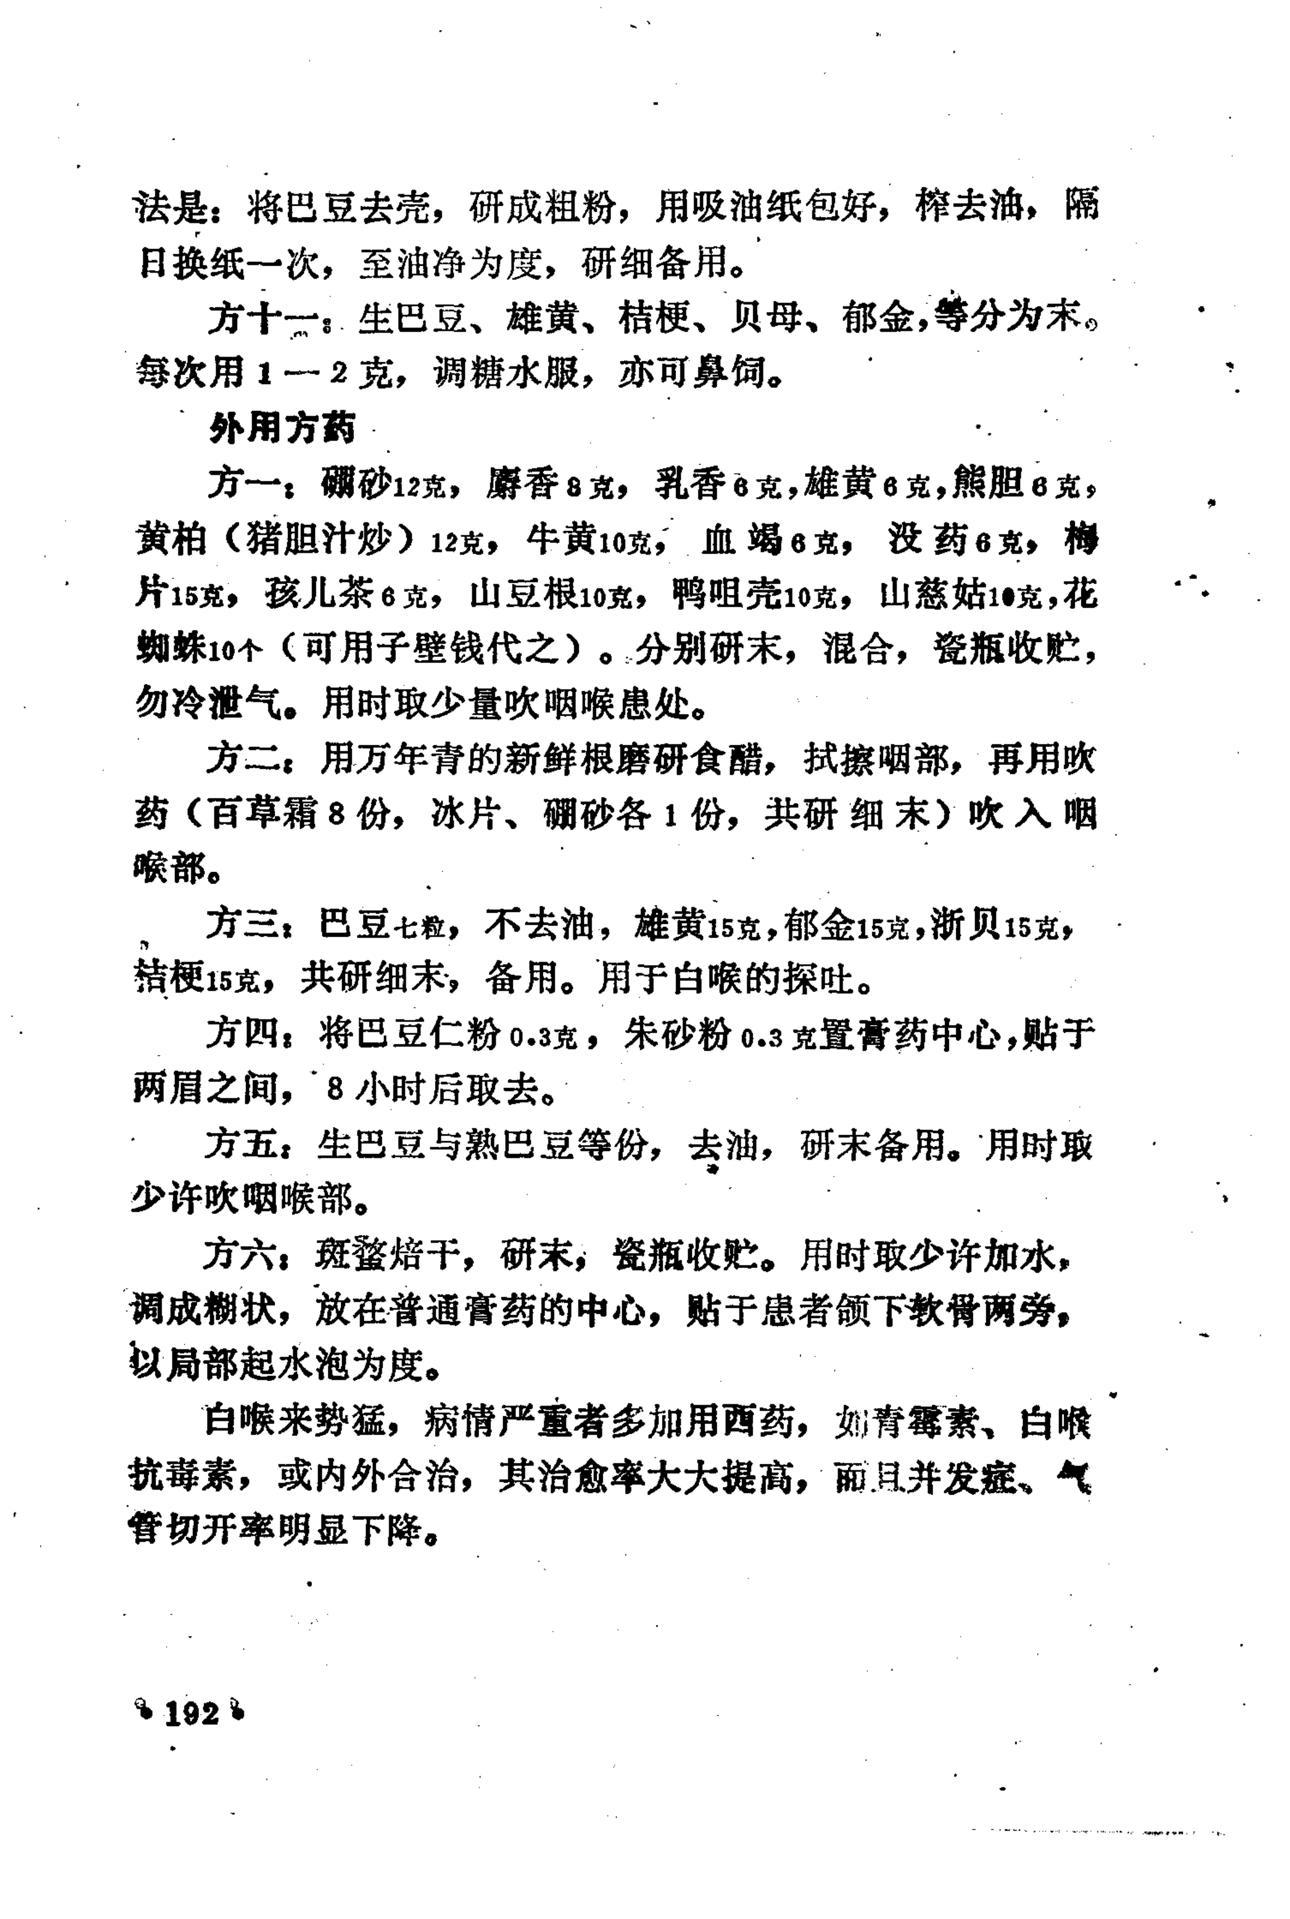 法是：将巴豆去壳，研成粗粉，用吸油纸包好，榨去油，隔
日换纸一次，至油净为度，研细备用。
方十一：生巴豆、雄黄、桔梗、贝母、郁金，等分为末。
每次用1—2克，调糖水服，亦可鼻饲。
外用方药
方一：硼砂12克，麝香8克，乳香6克，雄黄6克，熊胆6克，
黄柏（猪胆汁炒）12克，牛黄10克，血竭6克，没药6克，梅
片15克，孩儿茶6克，山豆根10克，鸭咀壳10克，山慈姑10克，花
蜘蛛10个（可用子壁钱代之）。分别研末，混合，瓷瓶收贮，
勿冷泄气。用时取少量吹咽喉患处。
方二：用万年青的新鲜根磨研食醋，拭擦咽部，再用吹
药（百草霜8份，冰片、硼砂各1份，共研细末）吹入咽
喉部。
方三：巴豆七粒，不去油，雄黄15克，郁金15克，浙贝15克，
桔梗15克，共研细末，备用。用于白喉的探吐。
方四：将巴豆仁粉0.3克，朱砂粉0.3克置膏药中心，贴于
两眉之间，8小时后取去。
方五：生巴豆与熟巴豆等份，去油，研末备用。用时取
少许吹咽喉部。
方六：斑蝥焙干，研末，瓷瓶收贮。用时取少许加水，
调成糊状，放在普通膏药的中心，贴于患者颌下软骨两旁，
以局部起水泡为度。
白喉来势猛，病情严重者多加用西药，如青霉素、白喉
抗毒素，或内外合治，其治愈率大大提高，而且并发症、气
管切开率明显下降。
192